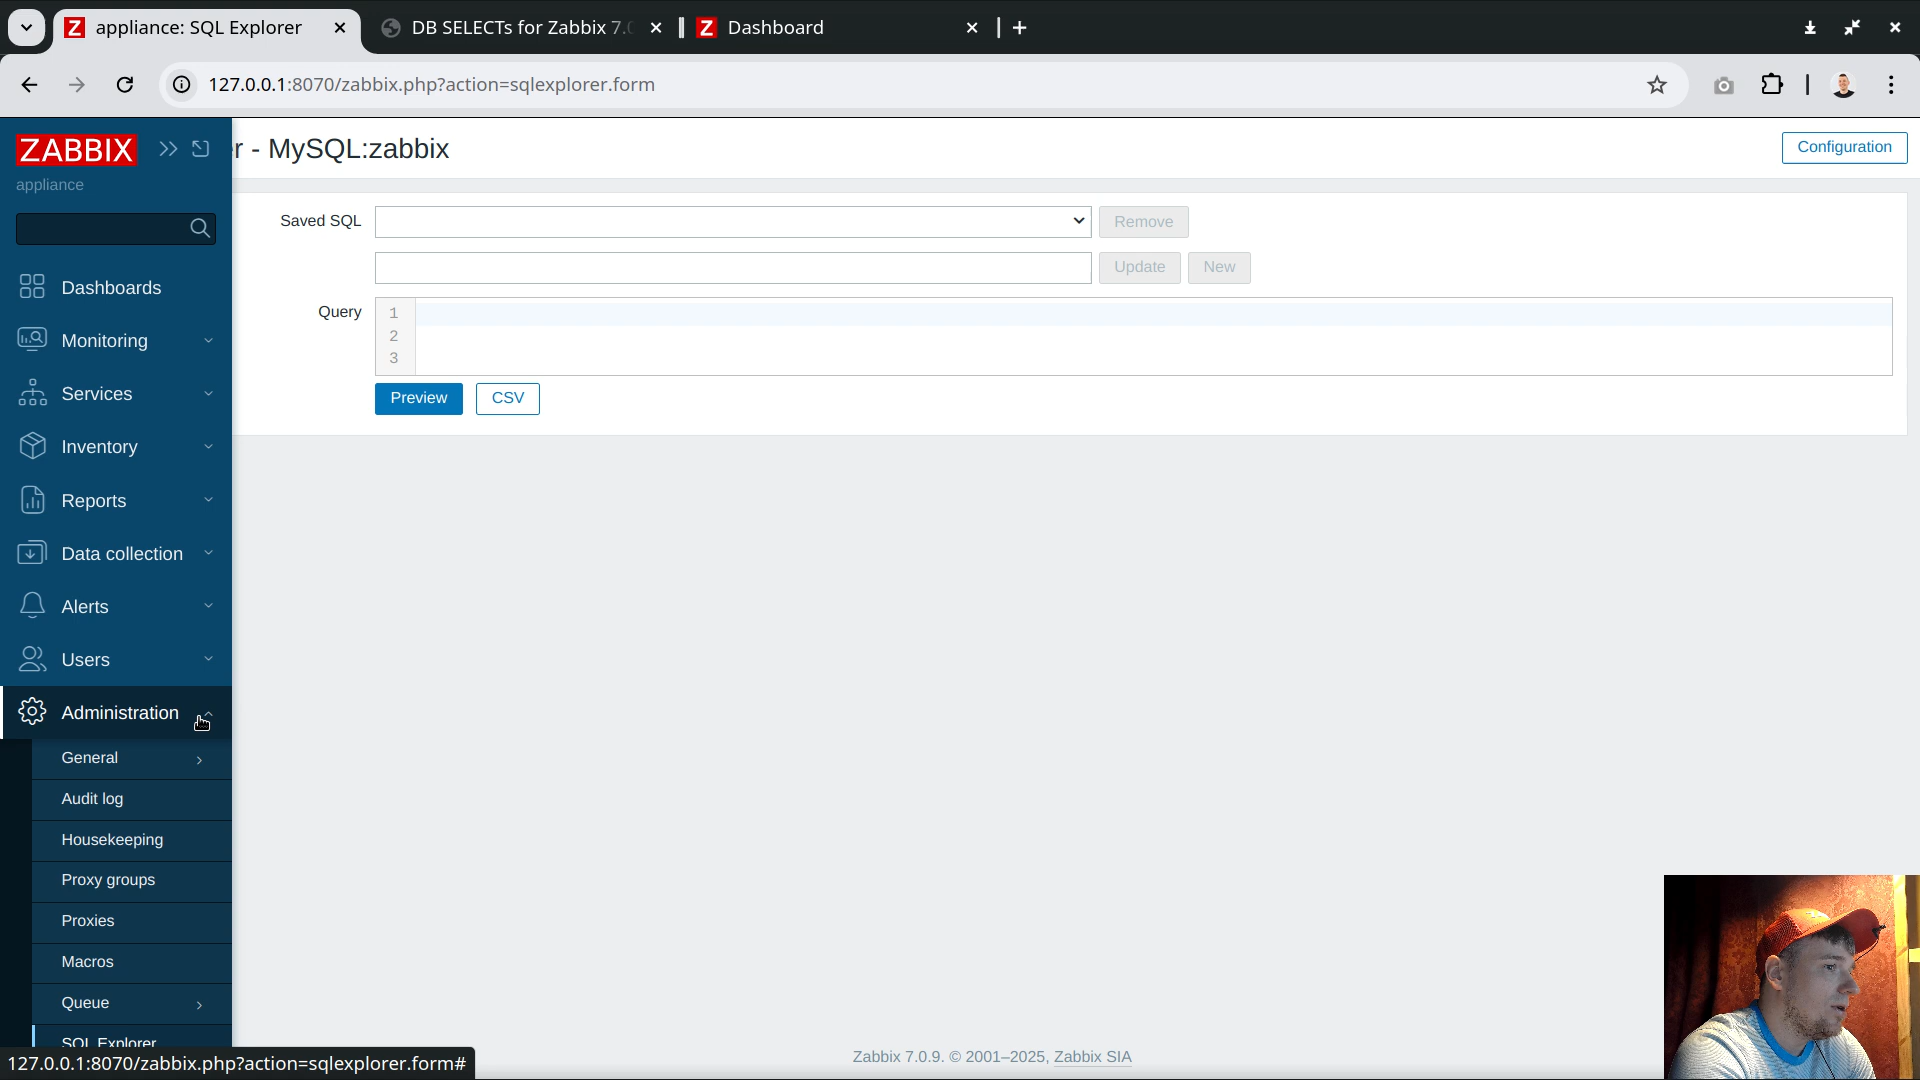 appliance: SQL Explorer
DB SELECTs for Zabbix 7.0
Dashboard
127.0.0.1:8070/zabbix.php?action=sqlexplorer.form
ZABBIX
appliance
r - MySQL:zabbix
Configuration
Saved SQL
Remove
Update
New
Query
1
2
3
Preview
CSV
Dashboards
Monitoring
Services
Inventory
Reports
Data collection
Alerts
Users
Administration
General
Audit log
Housekeeping
Proxy groups
Proxies
Macros
Queue
SQL Explorer
127.0.0.1:8070/zabbix.php?action=sqlexplorer.form#
Zabbix 7.0.9. © 2001–2025, Zabbix SIA